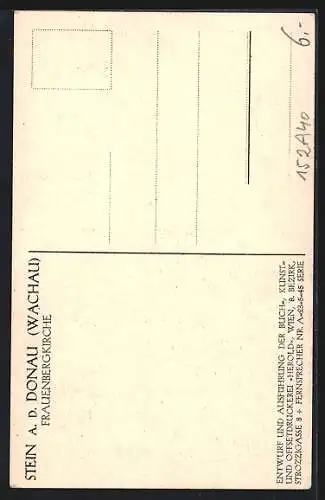 STEIN A. D. DONAU (WACHAU)
FRAUENBERGKIRCHE
ENTWURF UND AUSFÜHRUNG DER BUCH-, KUNST-
UND OFFSETDRUCKEREI »HEROLD«, WIEN, 8. BEZIRK,
STROZZIGASSE 8 + FERNSPRECHER NR. A-23-5-45 SERIE
6,-
152A40